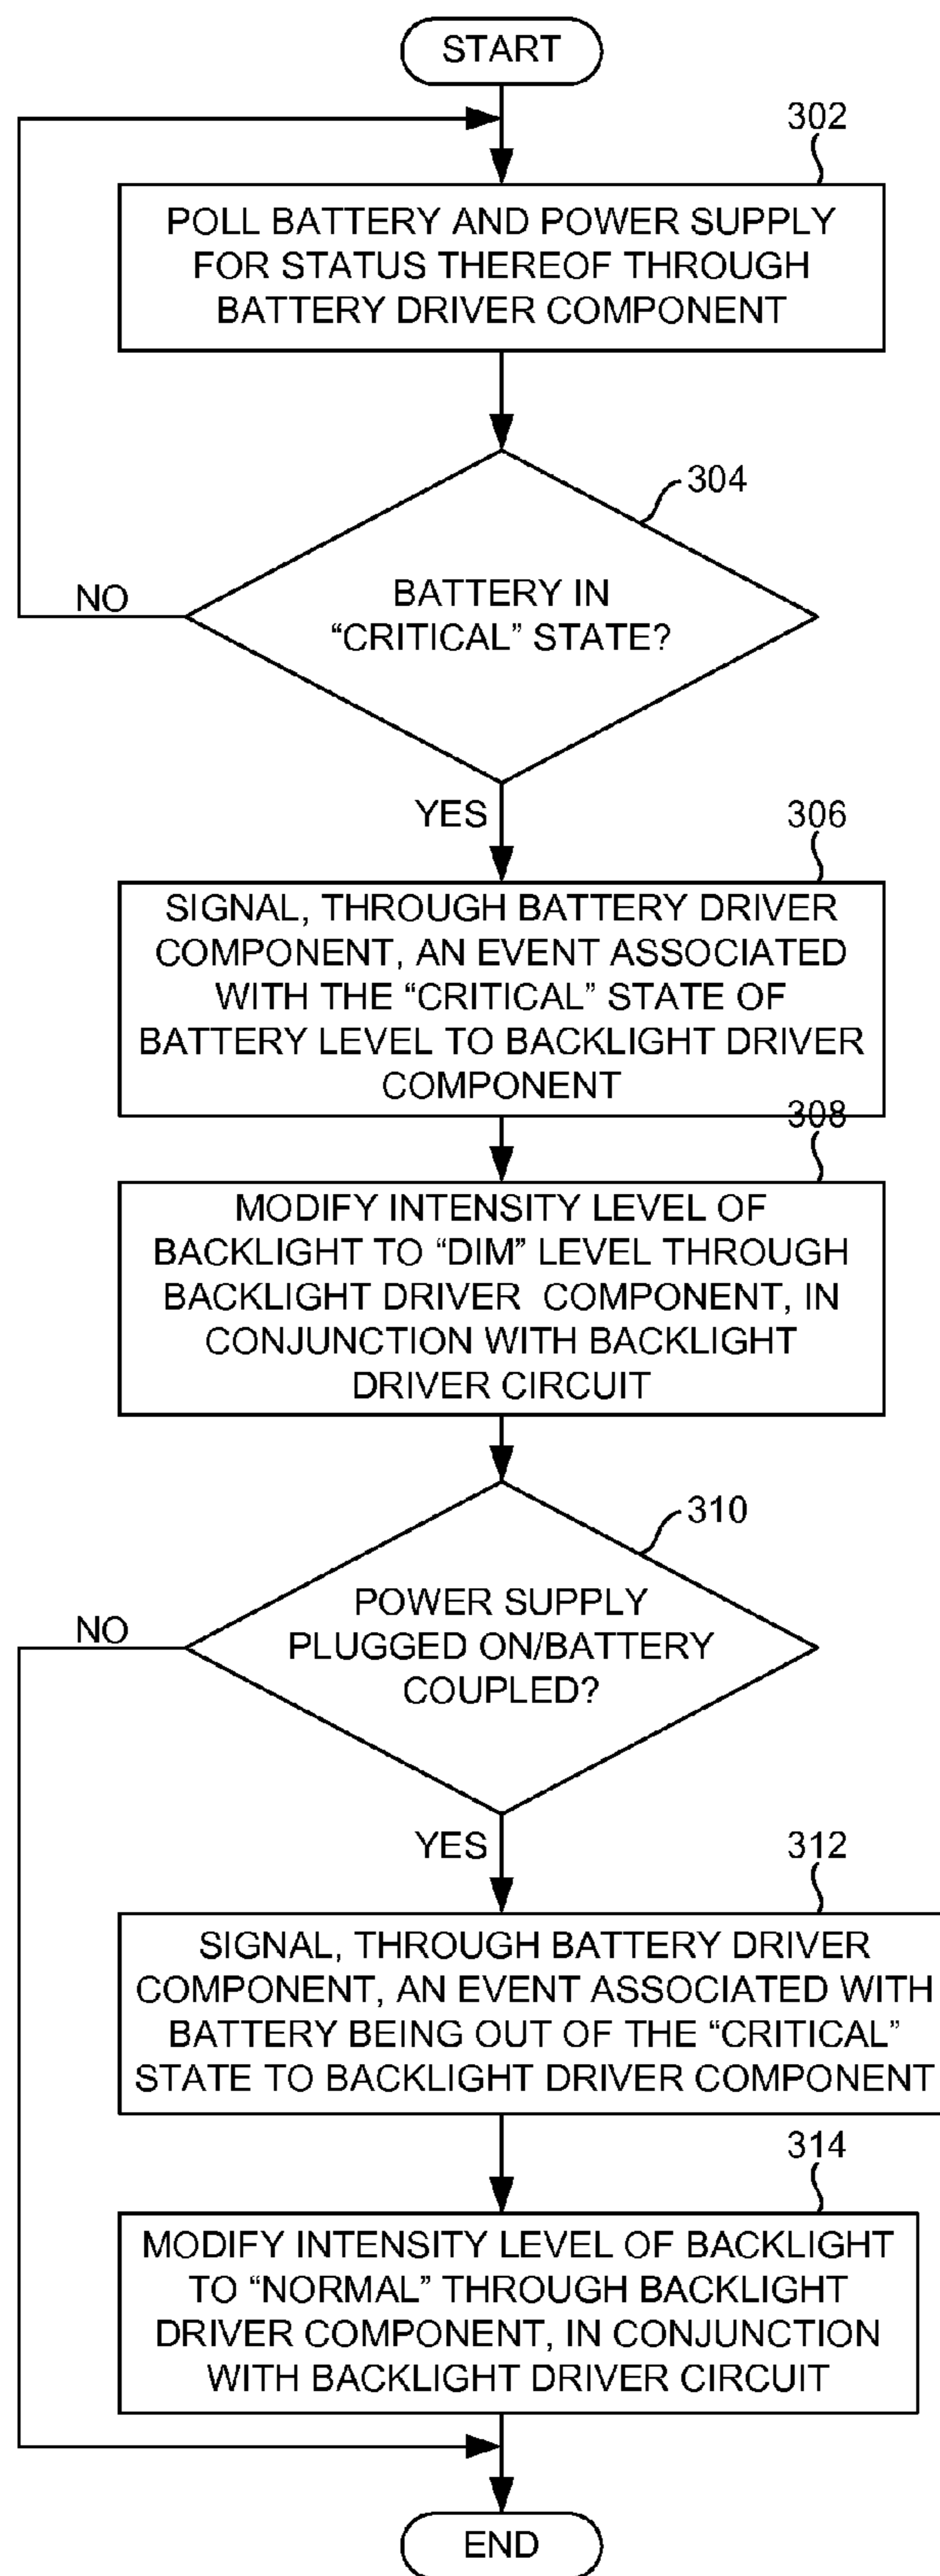 START
302
POLL BATTERY AND POWER SUPPLY
FOR STATUS THEREOF THROUGH
BATTERY DRIVER COMPONENT
304
BATTERY IN
“CRITICAL” STATE?
NO
YES
306
SIGNAL, THROUGH BATTERY DRIVER
COMPONENT, AN EVENT ASSOCIATED
WITH THE “CRITICAL” STATE OF
BATTERY LEVEL TO BACKLIGHT DRIVER
COMPONENT
308
MODIFY INTENSITY LEVEL OF
BACKLIGHT TO “DIM” LEVEL THROUGH
BACKLIGHT DRIVER COMPONENT, IN
CONJUNCTION WITH BACKLIGHT
DRIVER CIRCUIT
310
POWER SUPPLY
PLUGGED ON/BATTERY
COUPLED?
NO
YES
312
SIGNAL, THROUGH BATTERY DRIVER
COMPONENT, AN EVENT ASSOCIATED WITH
BATTERY BEING OUT OF THE “CRITICAL”
STATE TO BACKLIGHT DRIVER COMPONENT
314
MODIFY INTENSITY LEVEL OF BACKLIGHT
TO “NORMAL” THROUGH BACKLIGHT
DRIVER COMPONENT, IN CONJUNCTION
WITH BACKLIGHT DRIVER CIRCUIT
END